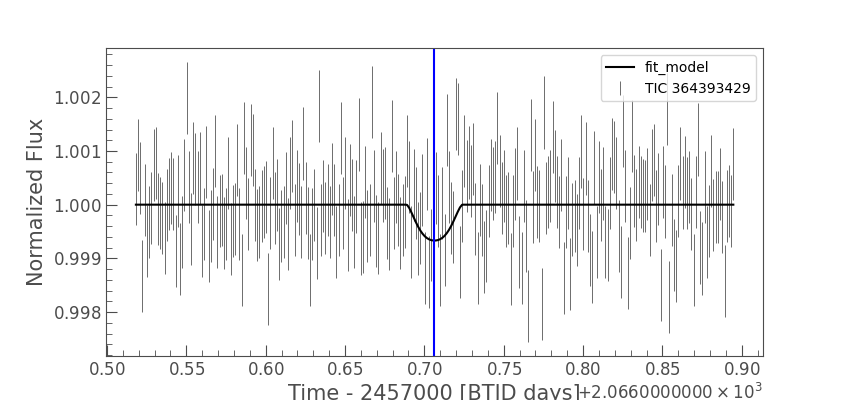 fit_model
TIC 364393429
Normalized Flux
1.002
1.001
1.000
0.999
0.998
0.50 0.55 0.60 0.65 0.70 0.75 0.80 0.85 0.90
Time - 2457000 [BTJD days]
+2.0660000000 × 10³